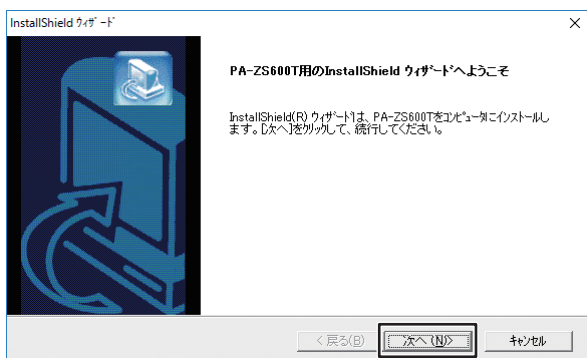 InstallShield ウィザード
PA-ZS600T用のInstallShield ウィザードへようこそ
InstallShield(R) ウィザードは、PA-ZS600Tをコンピュータにインストールし
ます。[次へ]をクリックして、続行してください。
< 戻る(B)
次へ(N)>
キャンセル